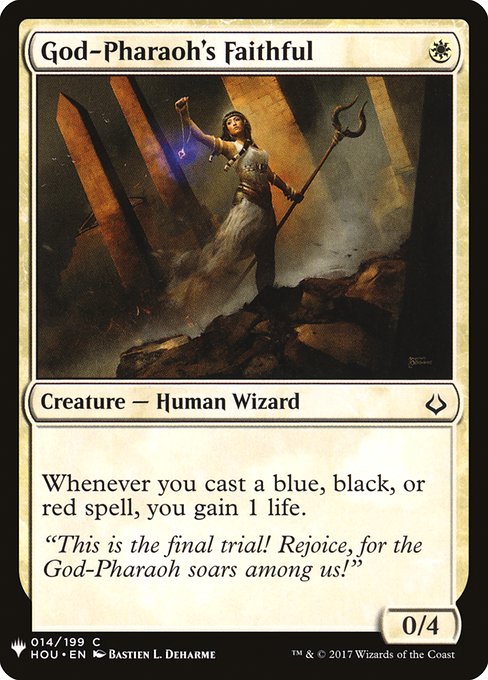 God-Pharaoh's Faithful
Creature — Human Wizard
Whenever you cast a blue, black, or
red spell, you gain 1 life.
“This is the final trial! Rejoice, for the
God-Pharaoh soars among us!”
0/4
014/199 C
HOU • EN Bastien L. Deharme
™ & © 2017 Wizards of the Coast